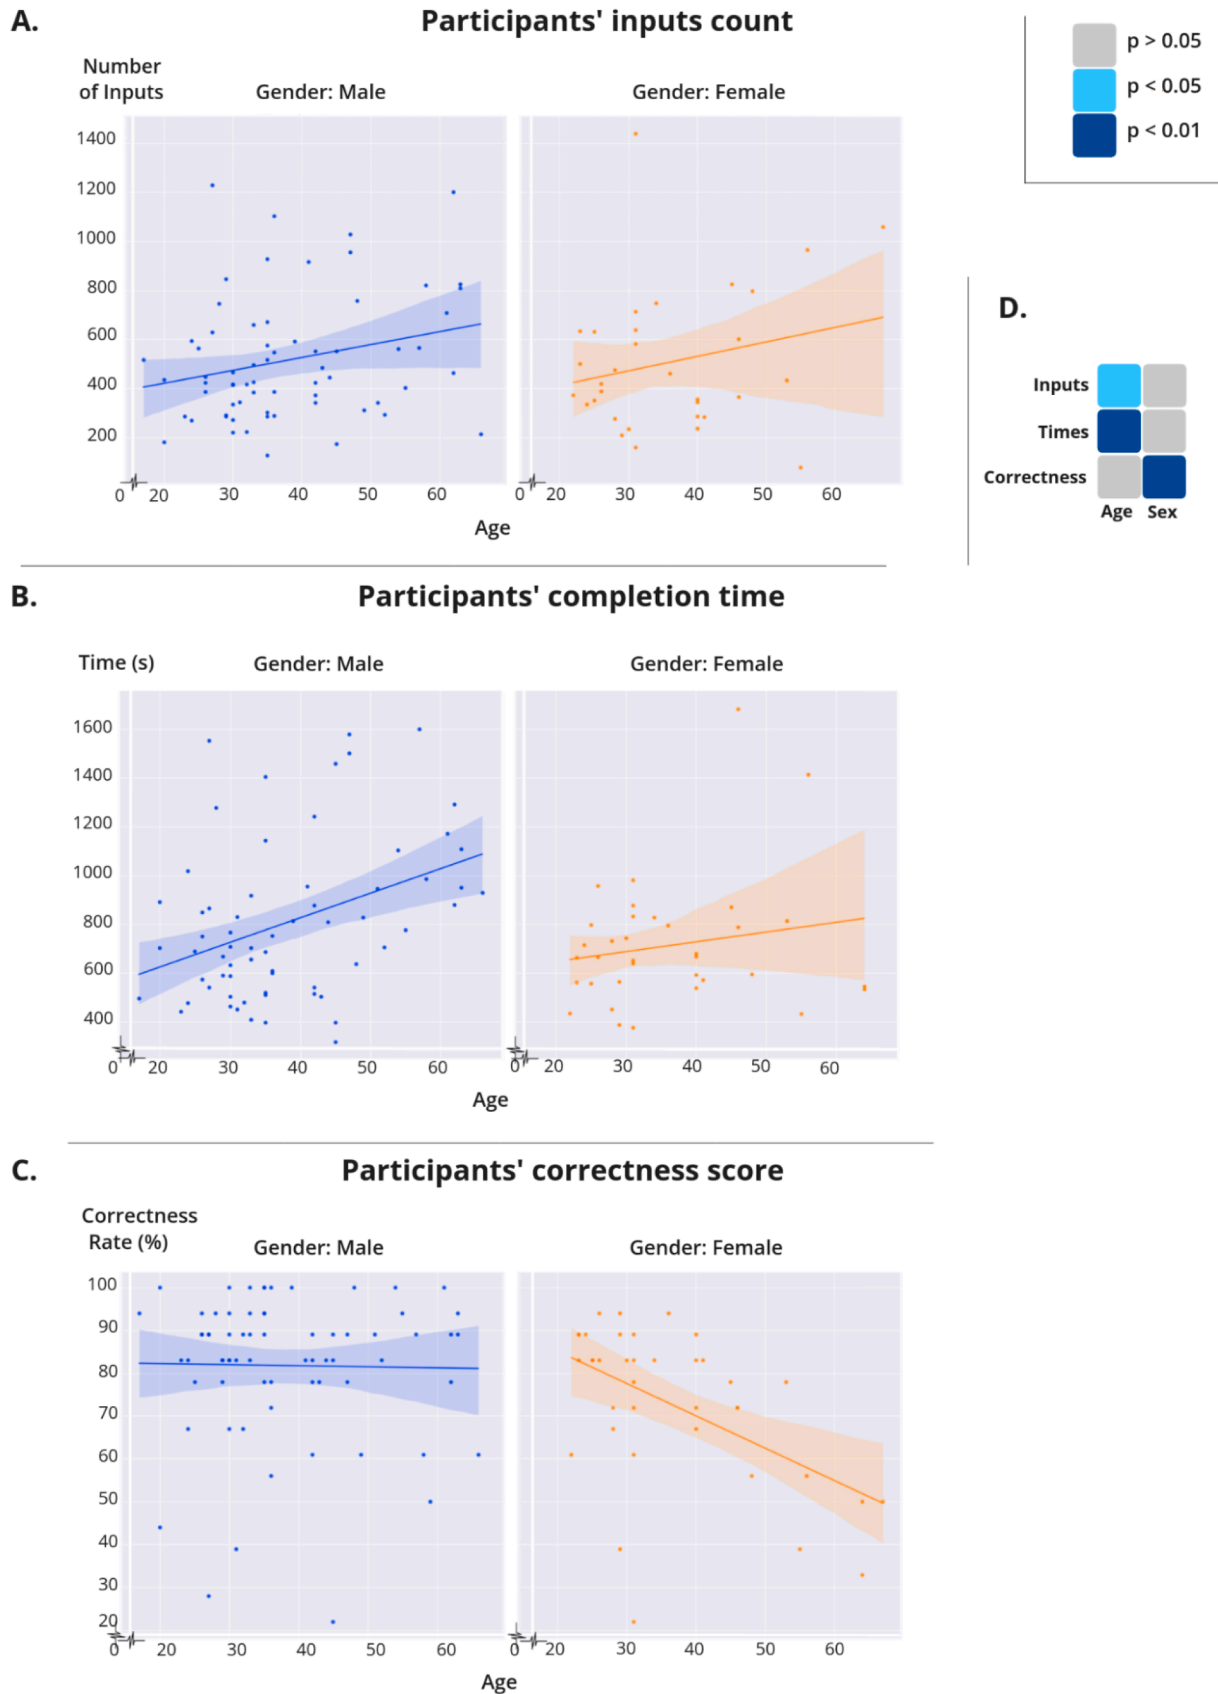 A.
Participants' inputs count
p > 0.05
p < 0.05
p < 0.01
Number
of Inputs
Gender: Male
Gender: Female
1400
1200
1000
800
600
400
200
0 20 30 40 50 60
0 20 30 40 50 60
Age
D.
Inputs
Times
Correctness
Age Sex
B.
Participants' completion time
Time (s)
Gender: Male
Gender: Female
1600
1400
1200
1000
800
600
400
0 20 30 40 50 60
0 20 30 40 50 60
Age
C.
Participants' correctness score
Correctness
Rate (%)
Gender: Male
Gender: Female
100
90
80
70
60
50
40
30
20
0 20 30 40 50 60
0 20 30 40 50 60
Age